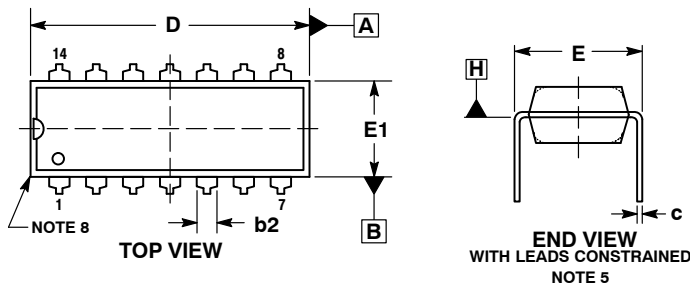 D
A
14
8
E1
1
7
NOTE 8
b2
B
TOP VIEW
E
H
c
END VIEW
WITH LEADS CONSTRAINED
NOTE 5